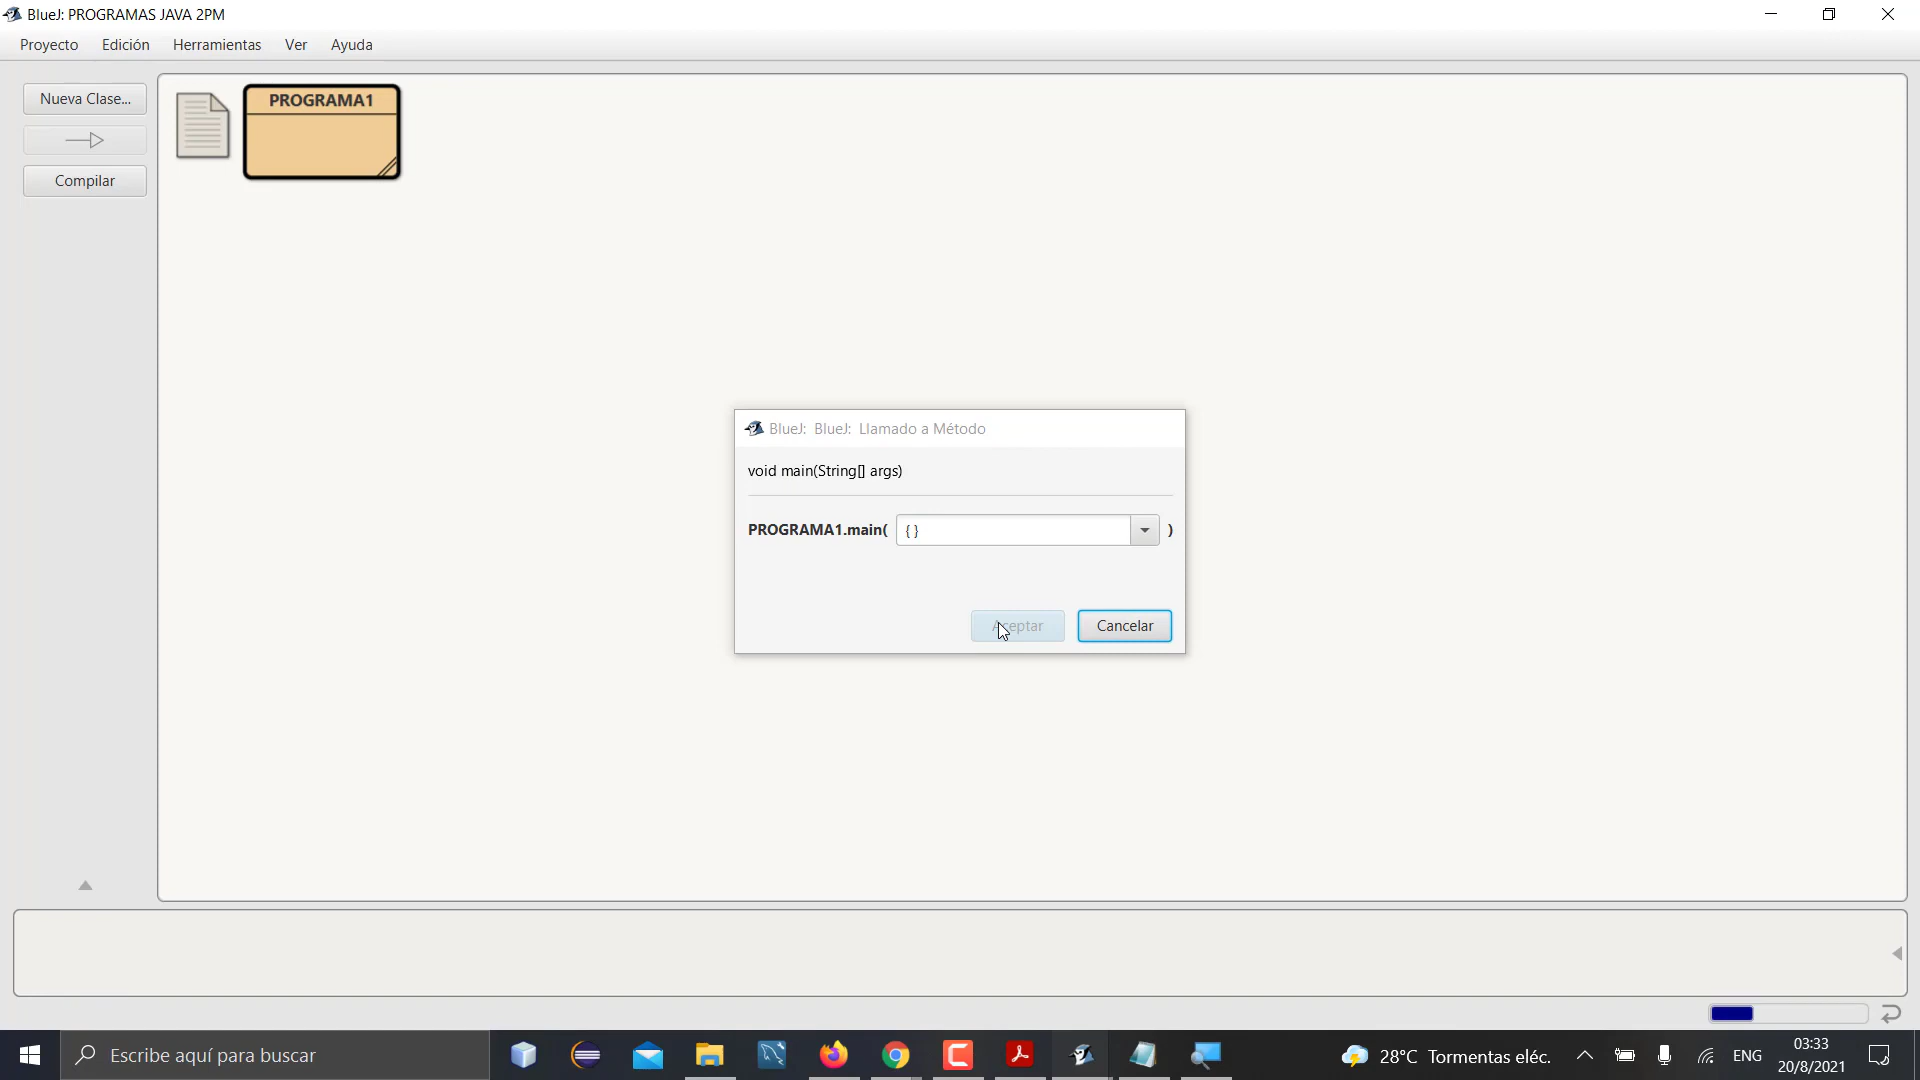 BlueJ: PROGRAMAS JAVA 2PM
Proyecto Edición Herramientas Ver Ayuda
Nueva Clase...
PROGRAMA1
Compilar
BlueJ: BlueJ: Llamado a Método
void main(String[] args)
PROGRAMA1.main( { } )
Aceptar Cancelar
Escribe aquí para buscar
28°C Tormentas eléc.
ENG
03:33
20/8/2021